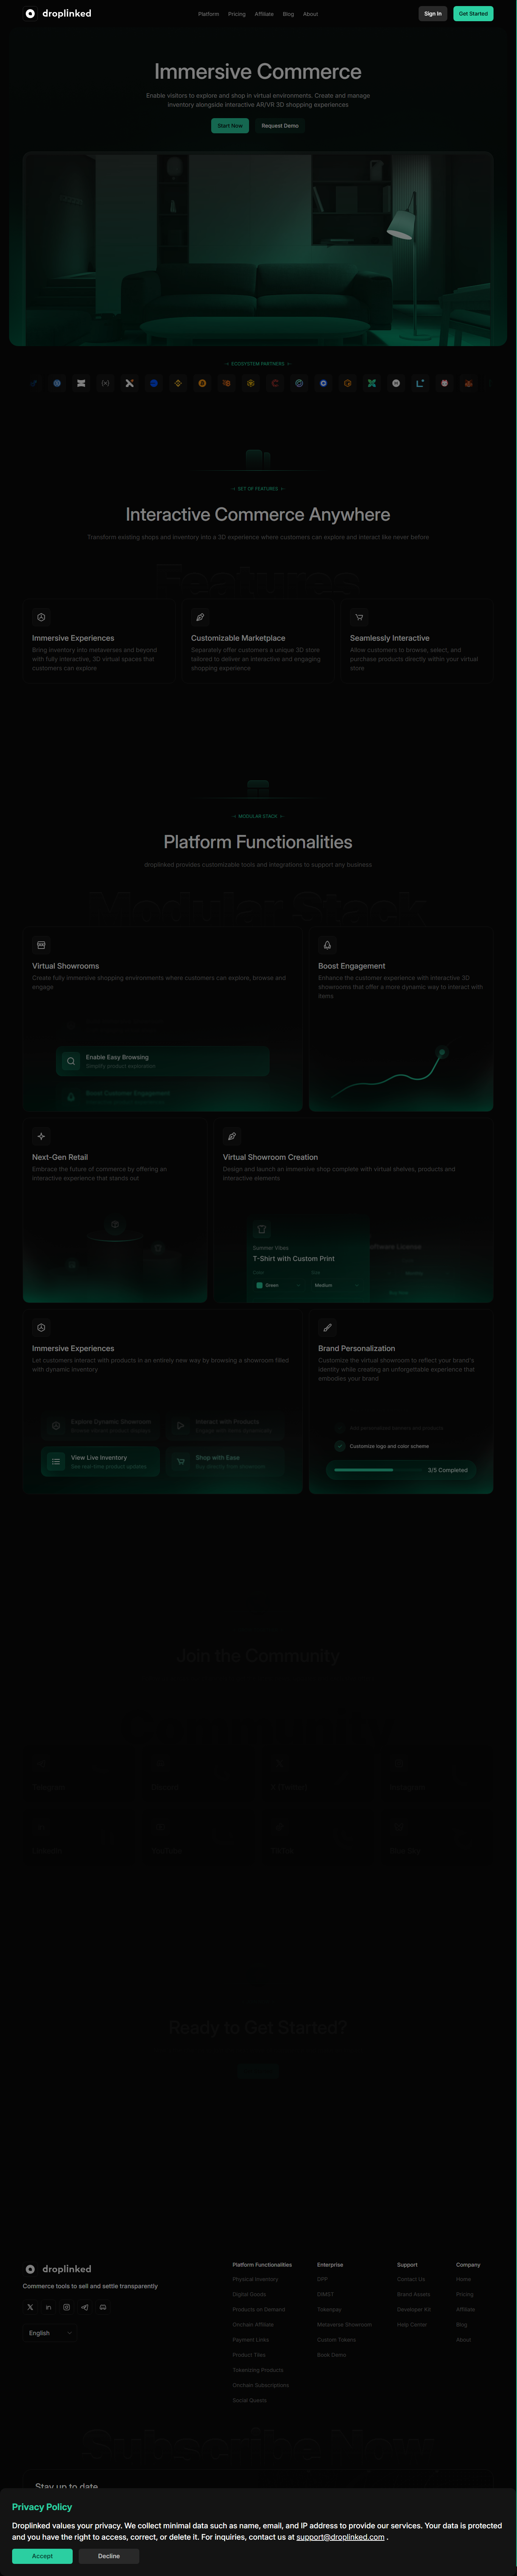 droplinked
Platform Pricing Affiliate Blog About
Sign In Get Started
Immersive Commerce
Enable visitors to explore and shop in virtual environments. Create and manage
inventory alongside interactive AR/VR 3D shopping experiences
Start Now Request Demo
ECOSYSTEM PARTNERS
SET OF FEATURES
Interactive Commerce Anywhere
Transform existing shops and inventory into a 3D experience where customers can explore and interact like never before
Features
Immersive Experiences
Bring inventory into metaverses and beyond
with fully interactive, 3D virtual spaces that
customers can explore
Customizable Marketplace
Separately offer customers a unique 3D store
tailored to deliver an interactive and engaging
shopping experience
Seamlessly Interactive
Allow customers to browse, select, and
purchase products directly within your virtual
store
MODULAR STACK
Platform Functionalities
droplinked provides customizable tools and integrations to support any business
Modular Stack
Virtual Showrooms
Create fully immersive shopping environments where customers can explore, browse and
engage
Enable Easy Browsing
Simplify product exploration
Boost Customer Engagement
Boost Engagement
Enhance the customer experience with interactive 3D
showrooms that offer a more dynamic way to interact with
items
Next-Gen Retail
Embrace the future of commerce by offering an
interactive experience that stands out
Virtual Showroom Creation
Design and launch an immersive shop complete with virtual shelves, products and
interactive elements
Summer Vibes
T-Shirt with Custom Print
Color Size
Green Medium
Software License
Immersive Experiences
Let customers interact with products in an entirely new way by browsing a showroom filled
with dynamic inventory
Explore Dynamic Showroom
Interact with Products
View Live Inventory
See real-time product updates
Shop with Ease
Brand Personalization
Customize the virtual showroom to reflect your brand's
identity while creating an unforgettable experience that
embodies your brand
Customize logo and color scheme
3/5 Completed
Join the Community
Telegram Discord X (Twitter) Instagram
LinkedIn YouTube
Ready to Get Started?
droplinked
Commerce tools to sell and settle transparently
English
Platform Functionalities
Physical Inventory
Digital Goods
Products on Demand
Onchain Affiliate
Payment Links
Product Tiles
Tokenizing Products
Onchain Subscriptions
Social Quests
Enterprise
DPP
D3MST
Tokenpay
Metaverse Showroom
Custom Tokens
Book Demo
Support
Contact Us
Brand Assets
Developer Kit
Help Center
Company
Home
Pricing
Affiliate
Blog
About
Subscribe Now
Stay up to date
Privacy Policy
Droplinked values your privacy. We collect minimal data such as name, email, and IP address to provide our services. Your data is protected
and you have the right to access, correct, or delete it. For inquiries, contact us at support@droplinked.com .
Accept Decline